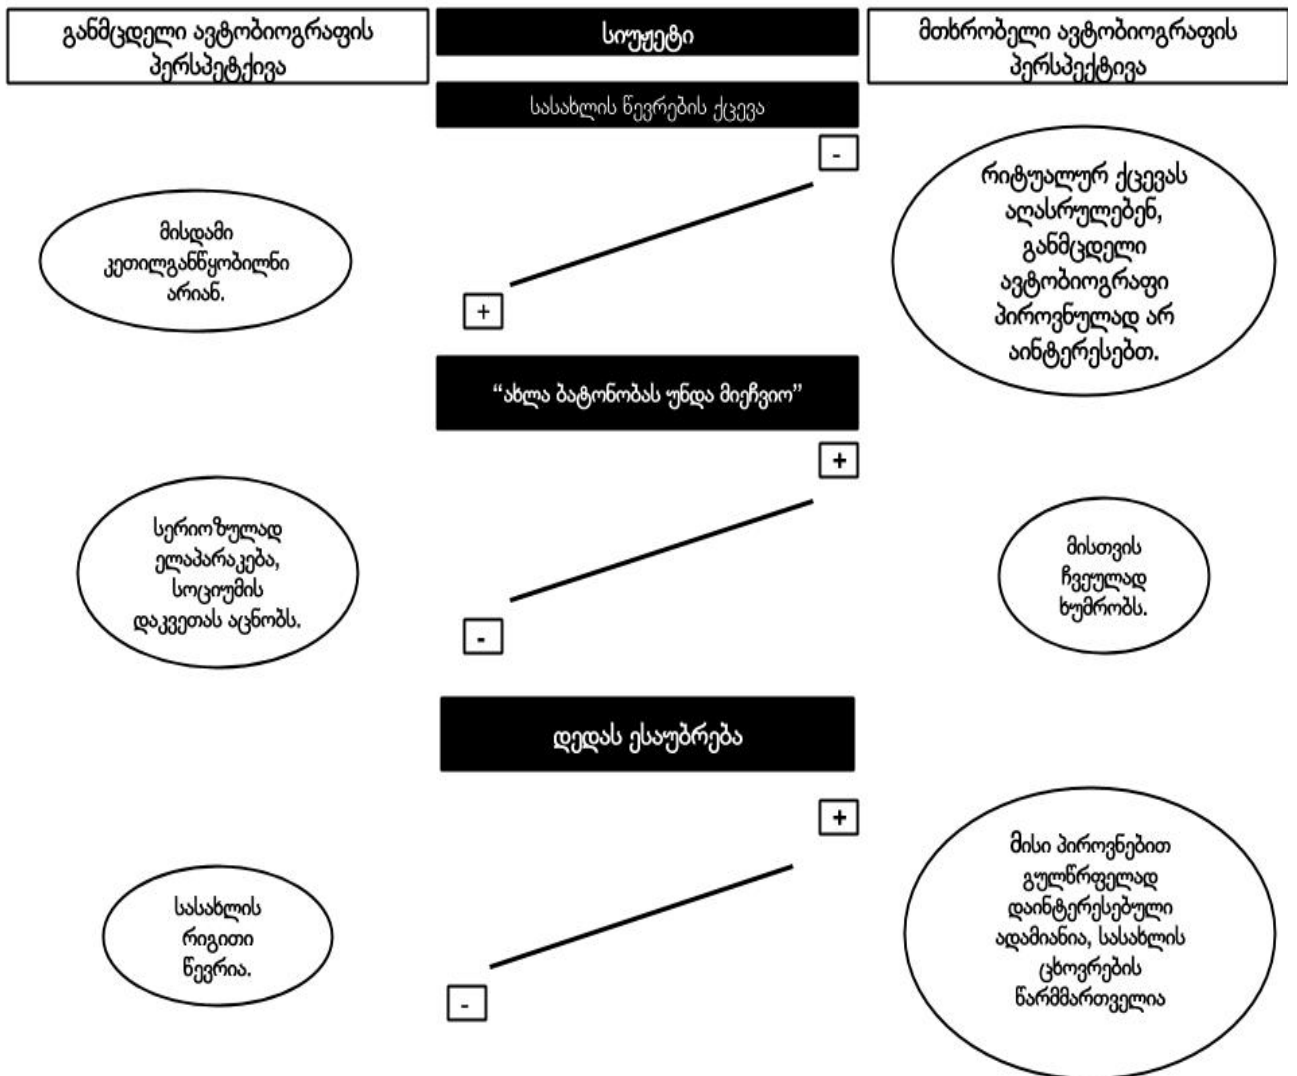 განმცდელი ავტობიოგრაფის
პერსპეტქივა
სიუჟეტი
მთხრობელი ავტობიოგრაფის
პერსპექტივა
სასახლის წევრების ქცევა
-
მისდამი
კეთილგანწყობილნი
არიან.
+
რიტუალურ ქცევას
აღასრულებენ,
განმცდელი
ავტობიოგრაფი
პიროვნულად არ
აინტერესებთ.
“ახლა ბატონობას უნდა მიეჩვიო”
+
სერიოზულად
ელაპარაკება,
სოციუმის
დაკვეთას აცნობს.
-
მისთვის
ჩვეულად
ხუმრობს.
დედას ესაუბრება
+
სასახლის
რიგითი
წევრია.
-
მისი პიროვნებით
გულწრფელად
დაინტერესებული
ადამიანია, სასახლის
ცხოვრების
წარმმართველია